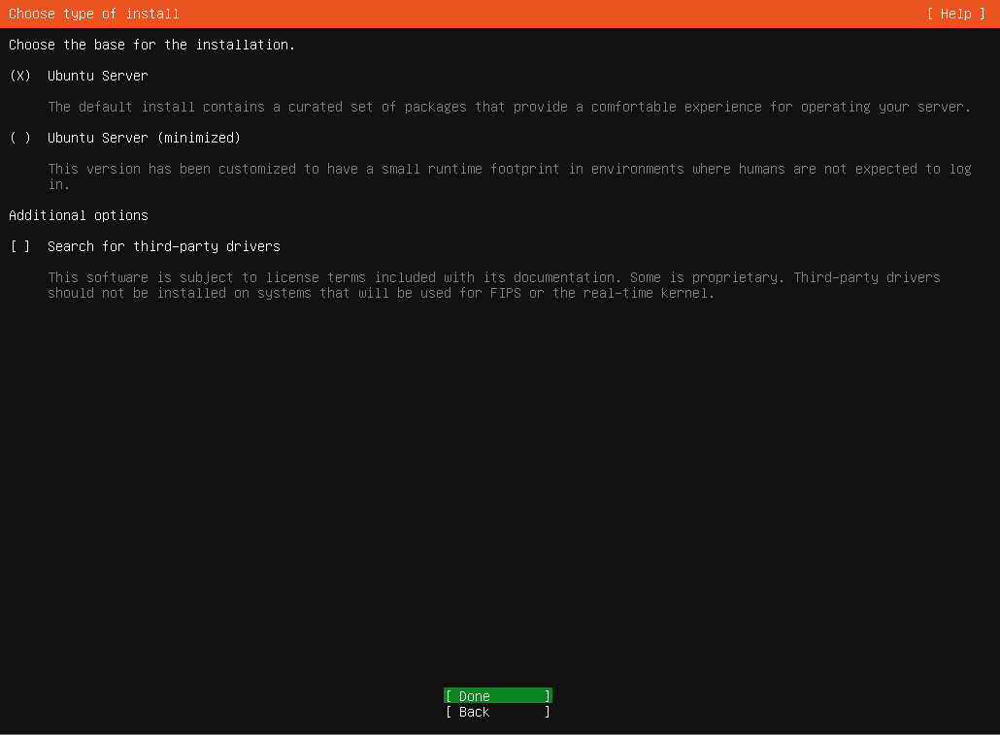 Choose type of install [ Help ]
Choose the base for the installation.
(X) Ubuntu Server
The default install contains a curated set of packages that provide a comfortable experience for operating your server.
( ) Ubuntu Server (minimized)
This version has been customized to have a small runtime footprint in environments where humans are not expected to log
in.
Additional options
[ ] Search for third-party drivers
This software is subject to license terms included with its documentation. Some is proprietary. Third-party drivers
should not be installed on systems that will be used for FIPS or the real-time kernel.
[ Done ]
[ Back ]